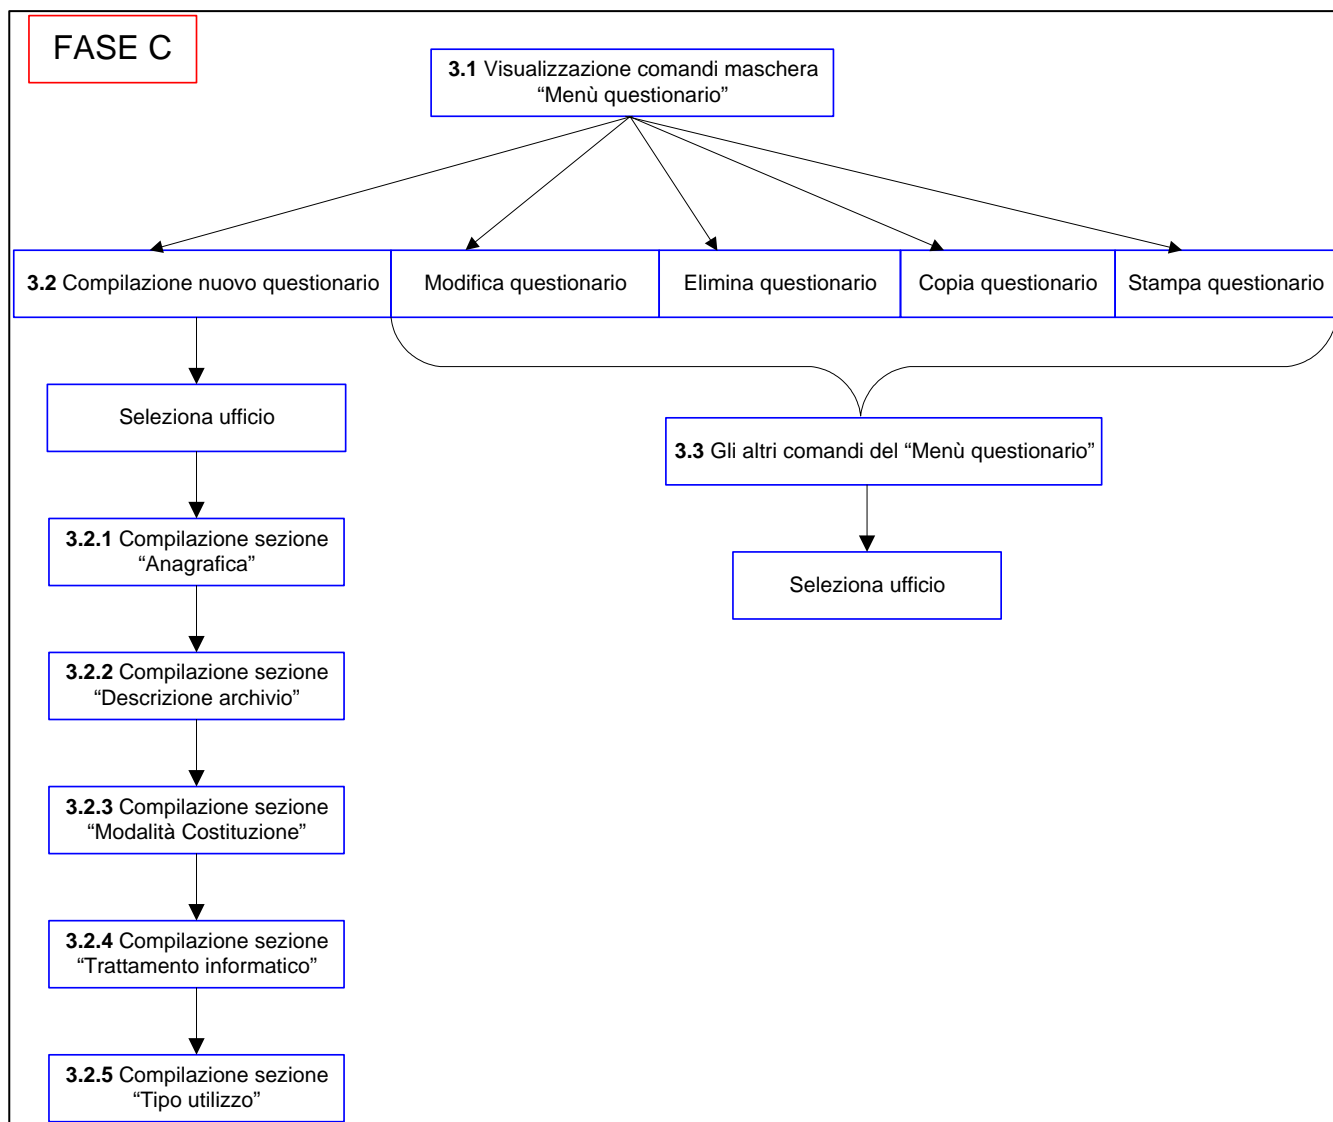 FASE C
3.1 Visualizzazione comandi maschera
“Menù questionario”
3.2 Compilazione nuovo questionario
Modifica questionario
Elimina questionario
Copia questionario
Stampa questionario
Seleziona ufficio
3.3 Gli altri comandi del “Menù questionario”
3.2.1 Compilazione sezione
“Anagrafica”
Seleziona ufficio
3.2.2 Compilazione sezione
“Descrizione archivio”
3.2.3 Compilazione sezione
“Modalità Costituzione”
3.2.4 Compilazione sezione
“Trattamento informatico”
3.2.5 Compilazione sezione
“Tipo utilizzo”